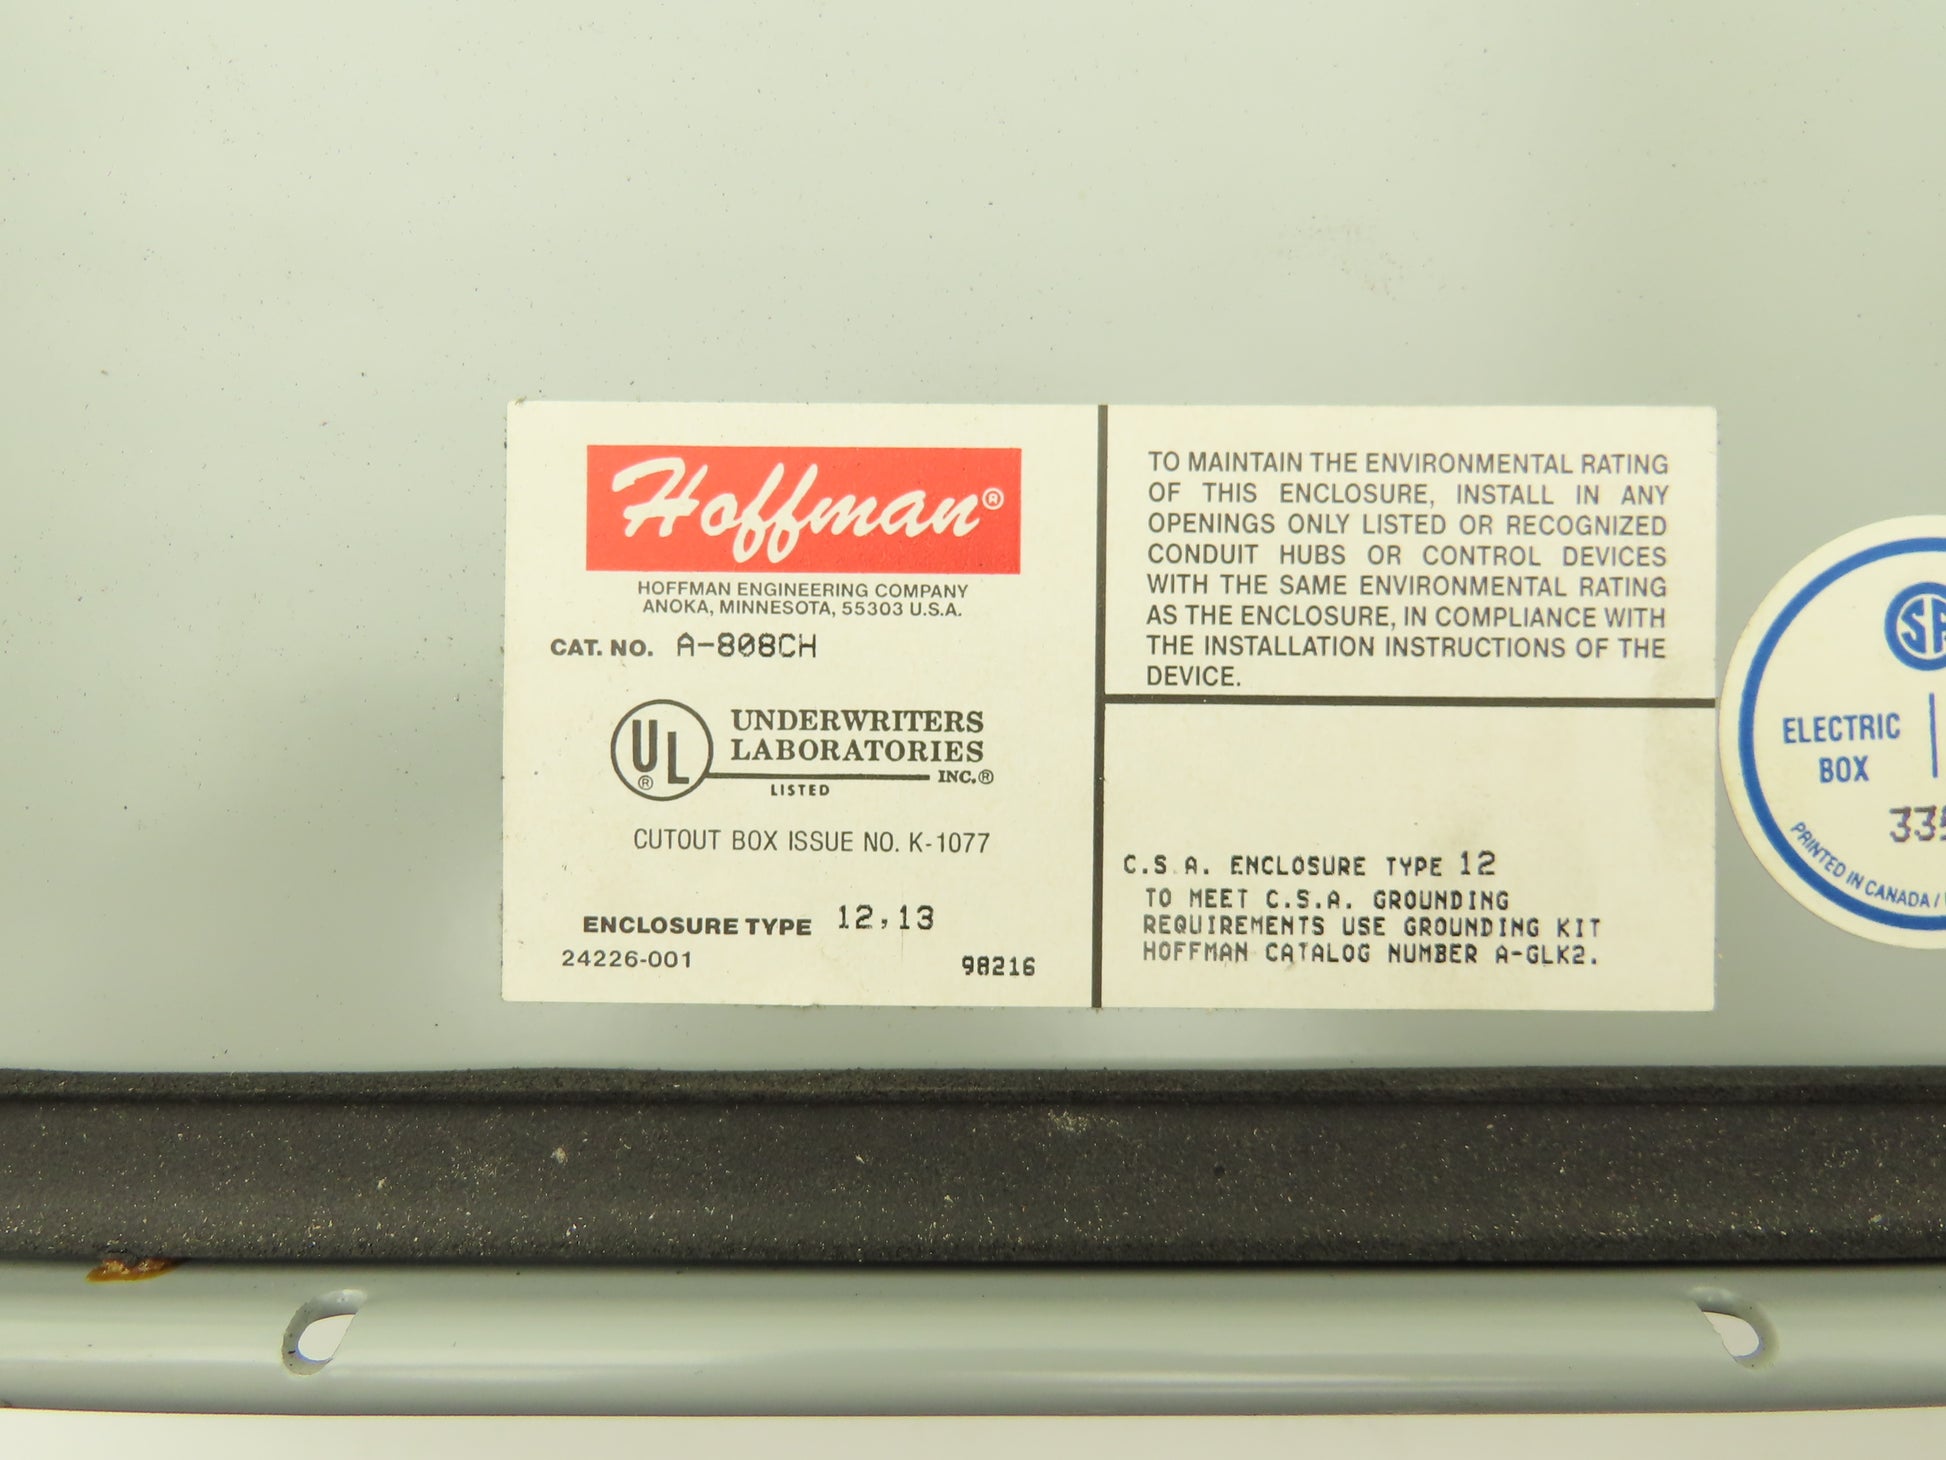 Hoffman®
HOFFMAN ENGINEERING COMPANY
ANOKA, MINNESOTA, 55303 U.S.A.
CAT. NO. A-808CH
UL®
UNDERWRITERS
LABORATORIES
INC.®
LISTED
CUTOUT BOX ISSUE NO. K-1077
ENCLOSURE TYPE 12,13
24226-001
98216
TO MAINTAIN THE ENVIRONMENTAL RATING
OF THIS ENCLOSURE, INSTALL IN ANY
OPENINGS ONLY LISTED OR RECOGNIZED
CONDUIT HUBS OR CONTROL DEVICES
WITH THE SAME ENVIRONMENTAL RATING
AS THE ENCLOSURE, IN COMPLIANCE WITH
THE INSTALLATION INSTRUCTIONS OF THE
DEVICE.
C.S.A. ENCLOSURE TYPE 12
TO MEET C.S.A. GROUNDING
REQUIREMENTS USE GROUNDING KIT
HOFFMAN CATALOG NUMBER A-GLK2.
ELECTRIC
BOX
PRINTED IN CANADA /